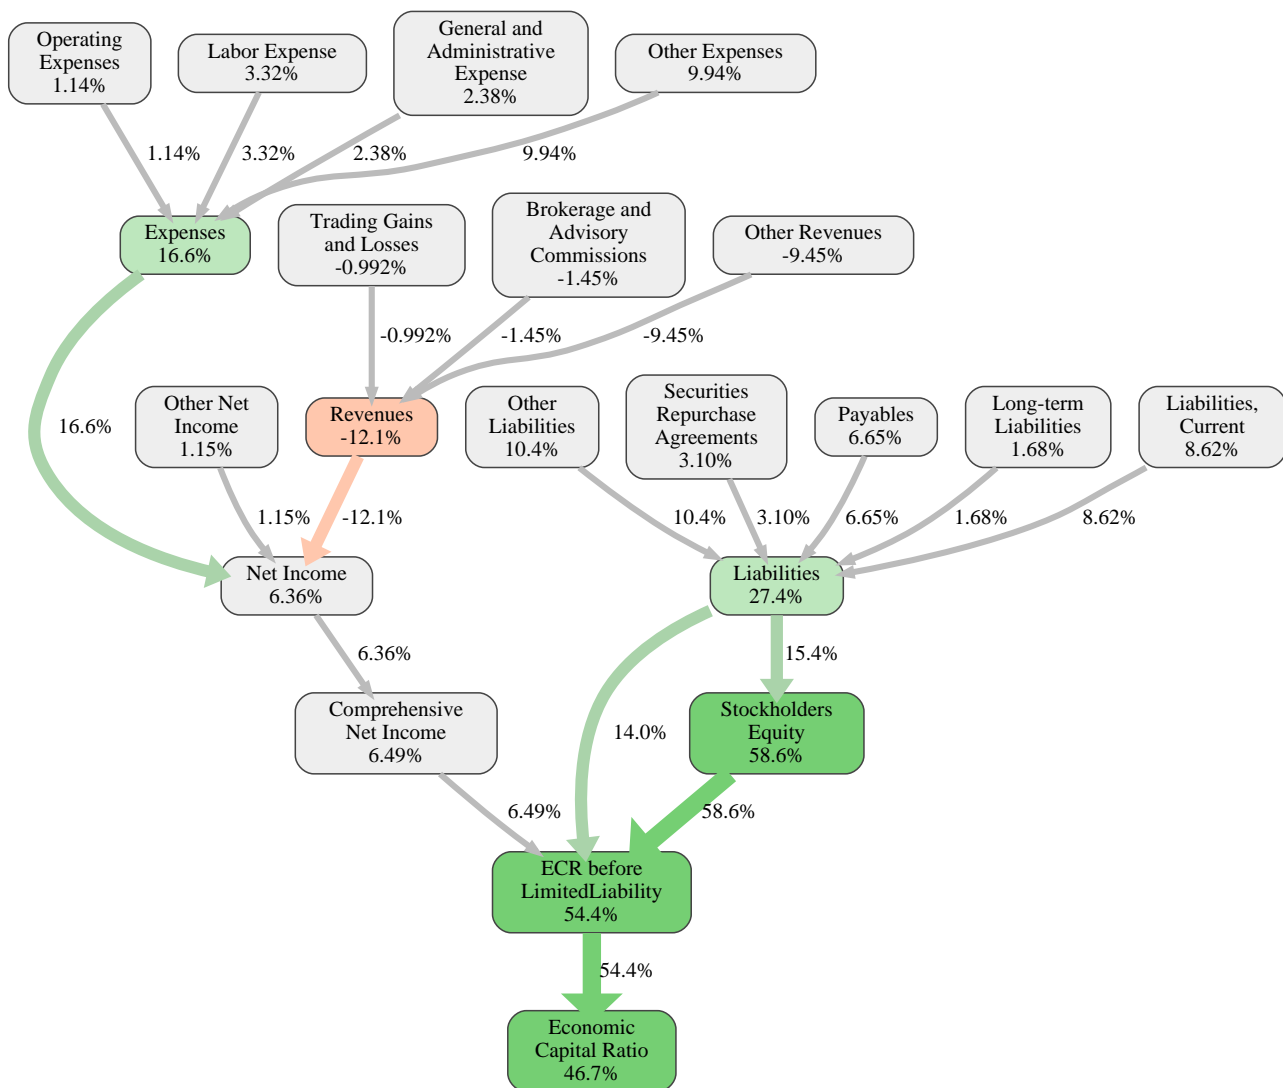 Operating
Expenses
1.14%
Labor Expense
3.32%
General and
Administrative
Expense
2.38%
Other Expenses
9.94%
1.14%
3.32%
2.38%
9.94%
Expenses
16.6%
Trading Gains
and Losses
-0.992%
Brokerage and
Advisory
Commissions
-1.45%
Other Revenues
-9.45%
-0.992%
-1.45%
-9.45%
16.6%
Other Net
Income
1.15%
Revenues
-12.1%
Other
Liabilities
10.4%
Securities
Repurchase
Agreements
3.10%
Payables
6.65%
Long-term
Liabilities
1.68%
Liabilities,
Current
8.62%
1.15%
-12.1%
10.4%
3.10%
6.65%
1.68%
8.62%
Net Income
6.36%
Liabilities
27.4%
6.36%
15.4%
Comprehensive
Net Income
6.49%
14.0%
Stockholders
Equity
58.6%
6.49%
58.6%
ECR before
LimitedLiability
54.4%
54.4%
Economic
Capital Ratio
46.7%